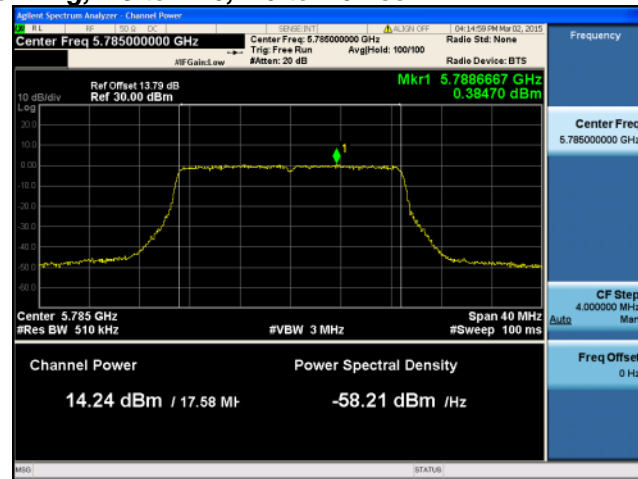 Agilent Spectrum Analyzer - Channel Power
RL RF 50 Ω DC SENSE:INT ALIGN OFF 04:14:59 PM Mar 02, 2015
Center Freq 5.785000000 GHz
Center Freq: 5.785000000 GHz
Radio Std: None
Trig: Free Run
Avg|Hold: 100/100
#IFGain:Low
#Atten: 20 dB
Radio Device: BTS
Mkr1 5.7886667 GHz
0.38470 dBm
Ref Offset 13.79 dB
10 dB/div
Ref 30.00 dBm
Log
20.0
10.0
0.00
-10.0
-20.0
-30.0
-40.0
-50.0
-60.0
1
Center 5.785 GHz
Span 40 MHz
#Res BW 510 kHz
#VBW 3 MHz
#Sweep 100 ms
Channel Power
Power Spectral Density
14.24 dBm / 17.58 MH
-58.21 dBm /Hz
MSG
STATUS
Frequency
Center Freq
5.785000000 GHz
CF Step
4.000000 MHz
Auto Man
Freq Offset
0 Hz